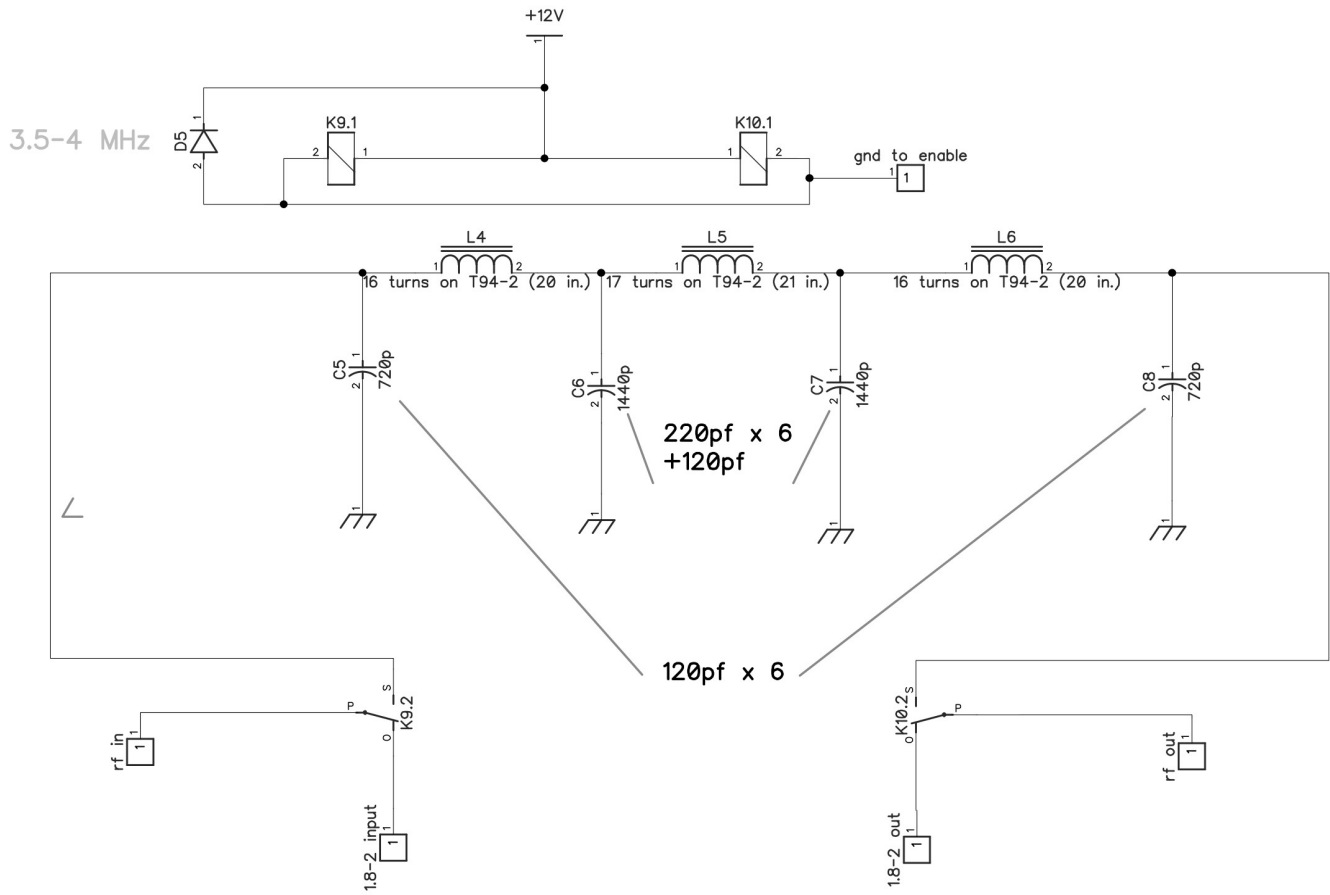 +12V
1
3.5-4 MHz
D5
1
2
K9.1
2
1
K10.1
1
2
gnd to enable
1
1
L4
1
2
16 turns on T94-2 (20 in.)
L5
1
2
17 turns on T94-2 (21 in.)
L6
1
2
16 turns on T94-2 (20 in.)
C5
1
2
720p
1
C6
1
2
1440p
1
C7
1
2
1440p
1
C8
1
2
720p
1
220pf x 6
+120pf
120pf x 6
S
P
O
K9.2
rf in
1
1
1.8-2 input
1
1
S
P
O
K10.2
rf out
1
1
1.8-2 out
1
1